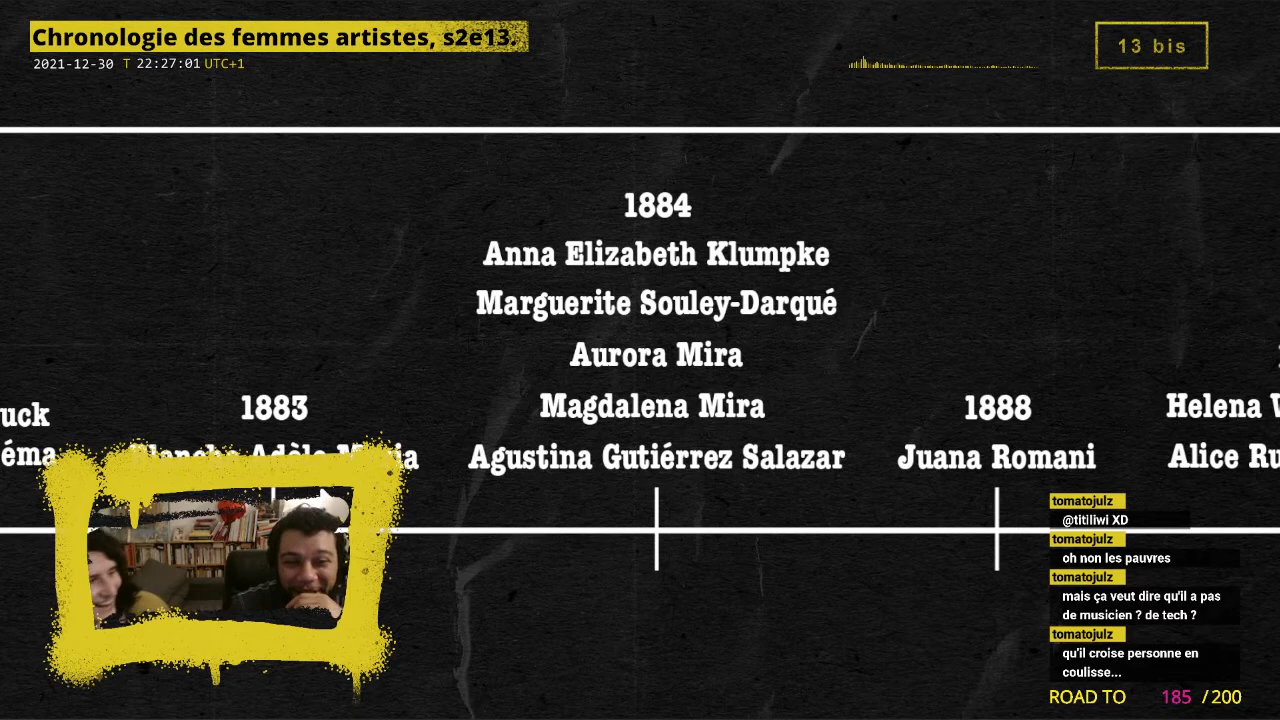 Chronologie des femmes artistes, s2e13.
2021-12-30 T 22:27:01 UTC+1
13 bis
1884
Anna Elizabeth Klumpke
Marguerite Souley-Darqué
Aurora Mira
Magdalena Mira
Agustina Gutiérrez Salazar
uck
éma
1883
Adèle
1888
Juana Romani
Helena
Alice
tomatojulz
@titiliwi XD
tomatojulz
oh non les pauvres
tomatojulz
mais ça veut dire qu'il a pas
de musicien ? de tech ?
tomatojulz
qu'il croise personne en
coulisse...
ROAD TO 185 / 200